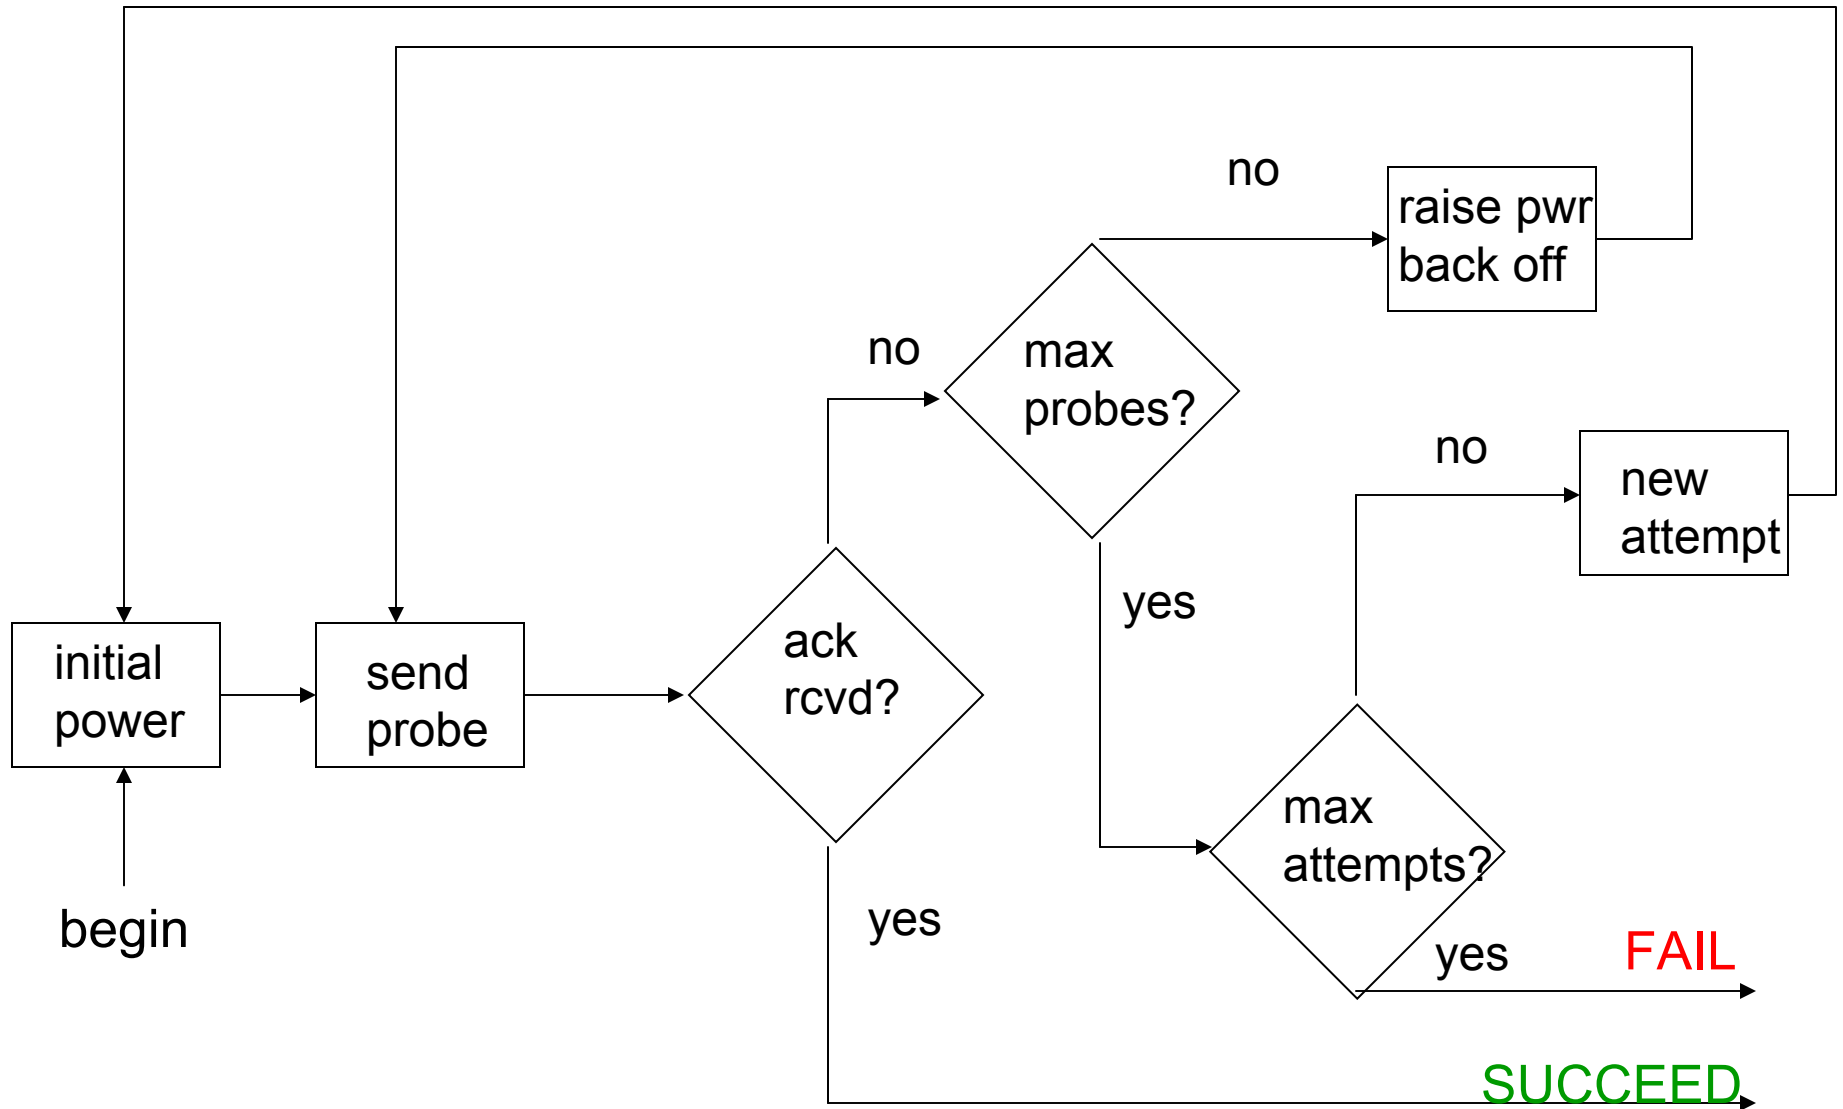 no
raise pwr
back off
no
max
probes?
no
new
attempt
yes
initial
power
send
probe
ack
rcvd?
max
attempts?
begin
yes
yes
FAIL
SUCCEED